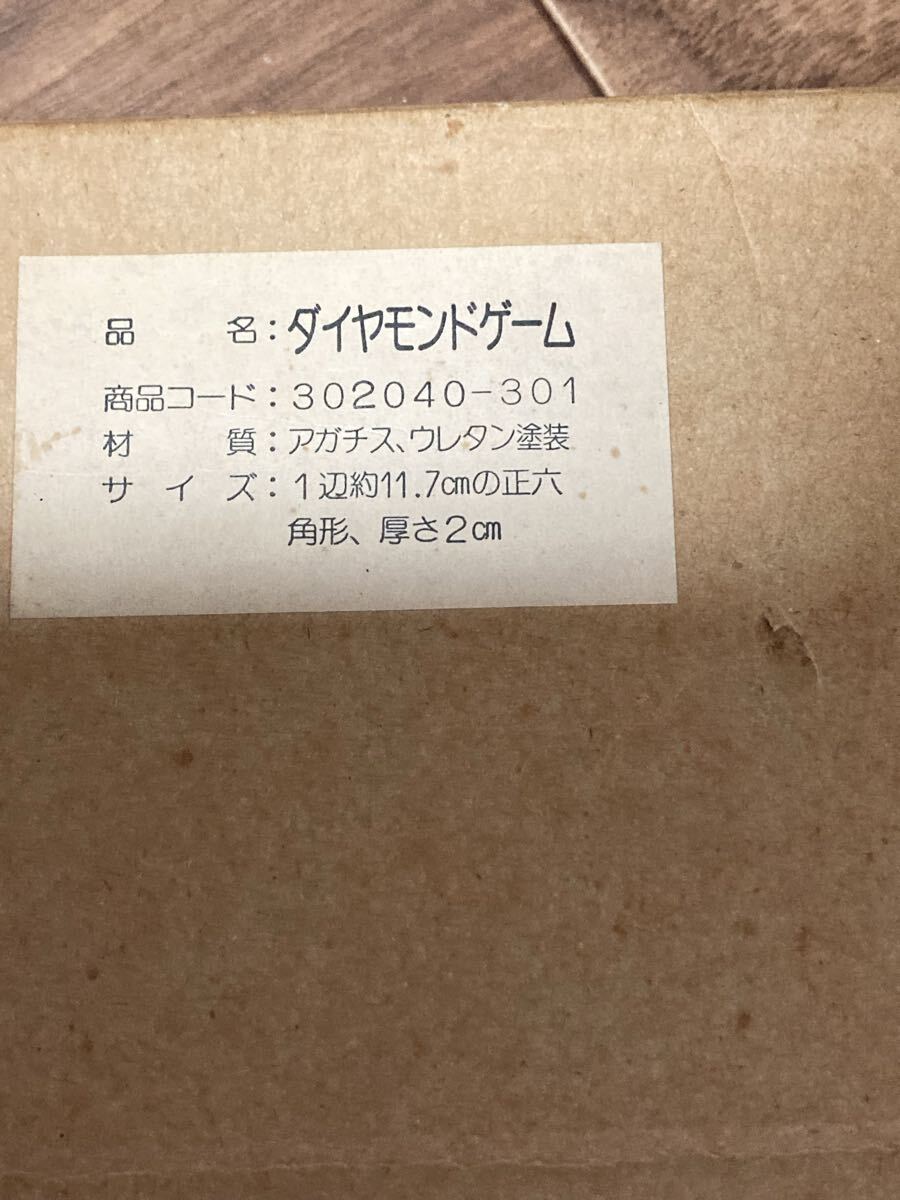 品　　名：ダイヤモンドゲーム
商品コード：３０２０４０−３０１
材　　質：アガチス、ウレタン塗装
サ　イ　ズ：１辺約11.7cmの正六
角形、厚さ２cm